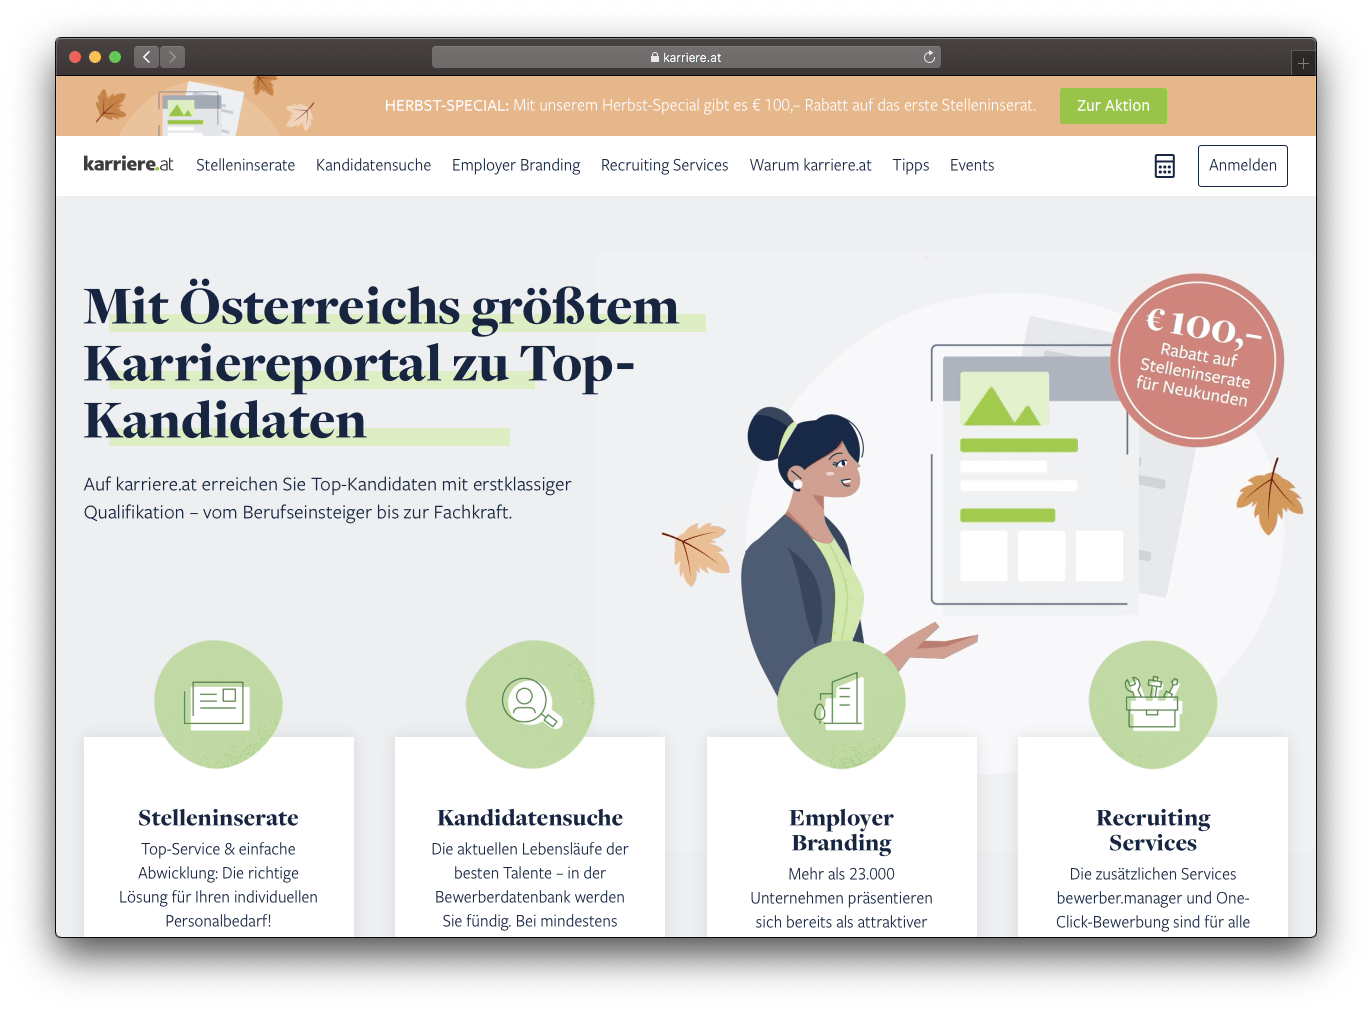 karriere.at
HERBST-SPECIAL: Mit unserem Herbst-Special gibt es € 100,– Rabatt auf das erste Stelleninserat.
Zur Aktion
karriere.at
Stelleninserate
Kandidatensuche
Employer Branding
Recruiting Services
Warum karriere.at
Tipps
Events
Anmelden
Mit Österreichs größtem
Karriereportal zu Top-
Kandidaten
Auf karriere.at erreichen Sie Top-Kandidaten mit erstklassiger
Qualifikation – vom Berufseinsteiger bis zur Fachkraft.
€ 100,–
Rabatt auf
Stelleninserate
für Neukunden
Stelleninserate
Top-Service & einfache
Abwicklung: Die richtige
Lösung für Ihren individuellen
Personalbedarf!
Kandidatensuche
Die aktuellen Lebensläufe der
besten Talente – in der
Bewerberdatenbank werden
Sie fündig. Bei mindestens
Employer
Branding
Mehr als 23.000
Unternehmen präsentieren
sich bereits als attraktiver
Recruiting
Services
Die zusätzlichen Services
bewerber.manager und One-
Click-Bewerbung sind für alle